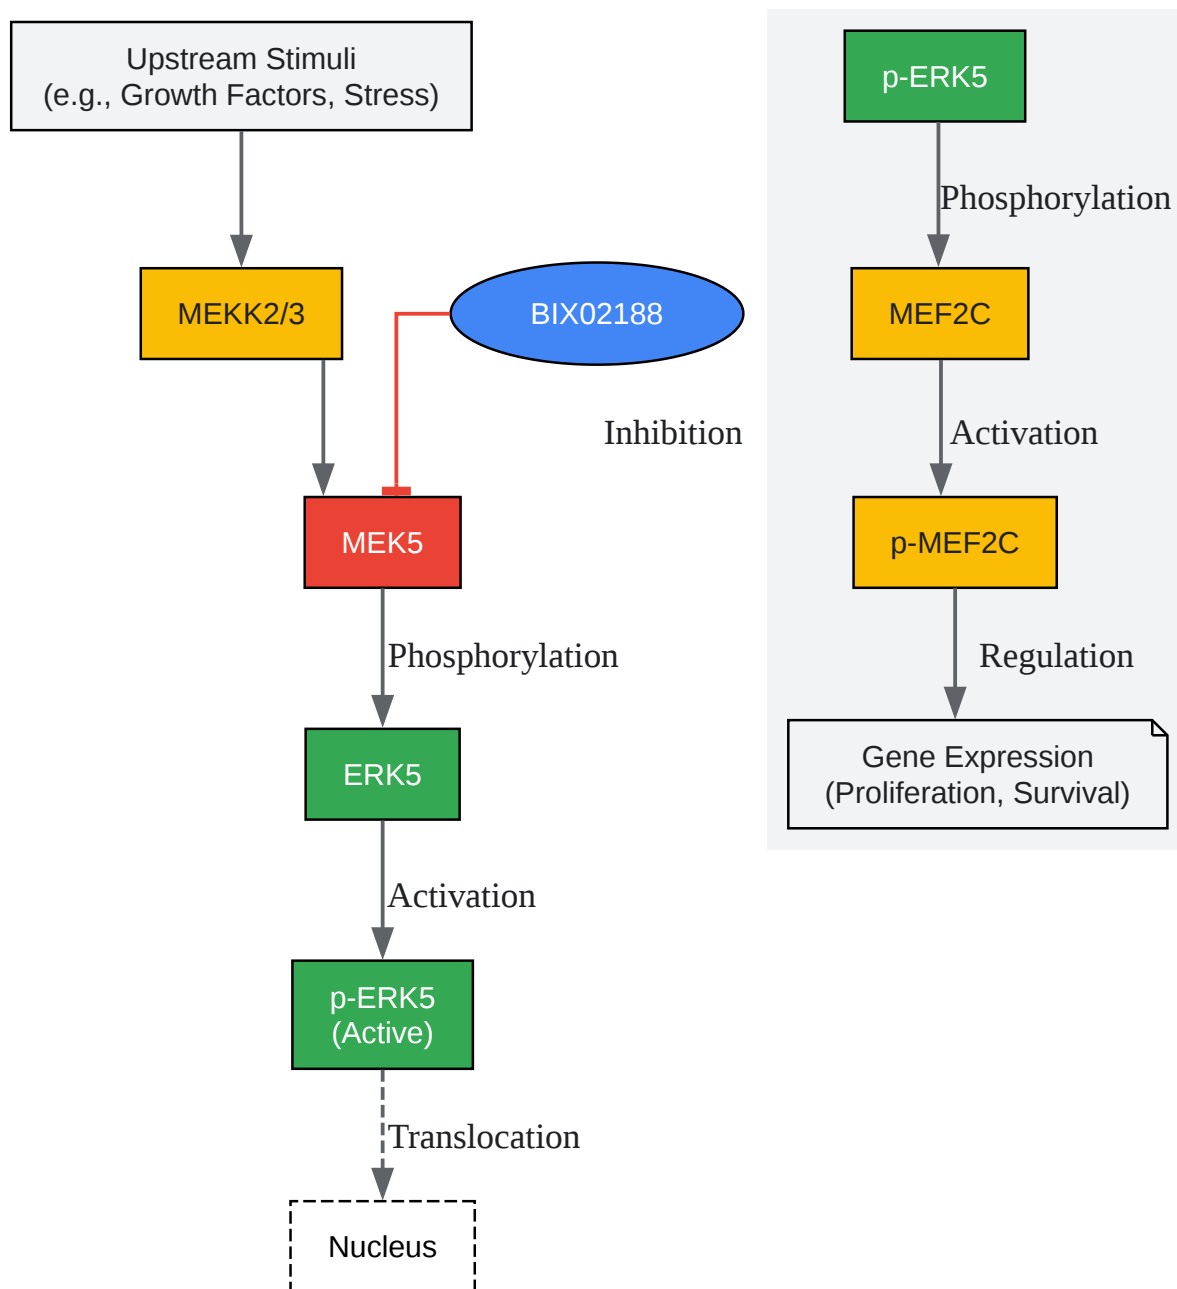 Upstream Stimuli
(e.g., Growth Factors, Stress)
MEKK2/3
BIX02188
Inhibition
MEK5
Phosphorylation
ERK5
Activation
p-ERK5
(Active)
Translocation
Nucleus
p-ERK5
Phosphorylation
MEF2C
Activation
p-MEF2C
Regulation
Gene Expression
(Proliferation, Survival)